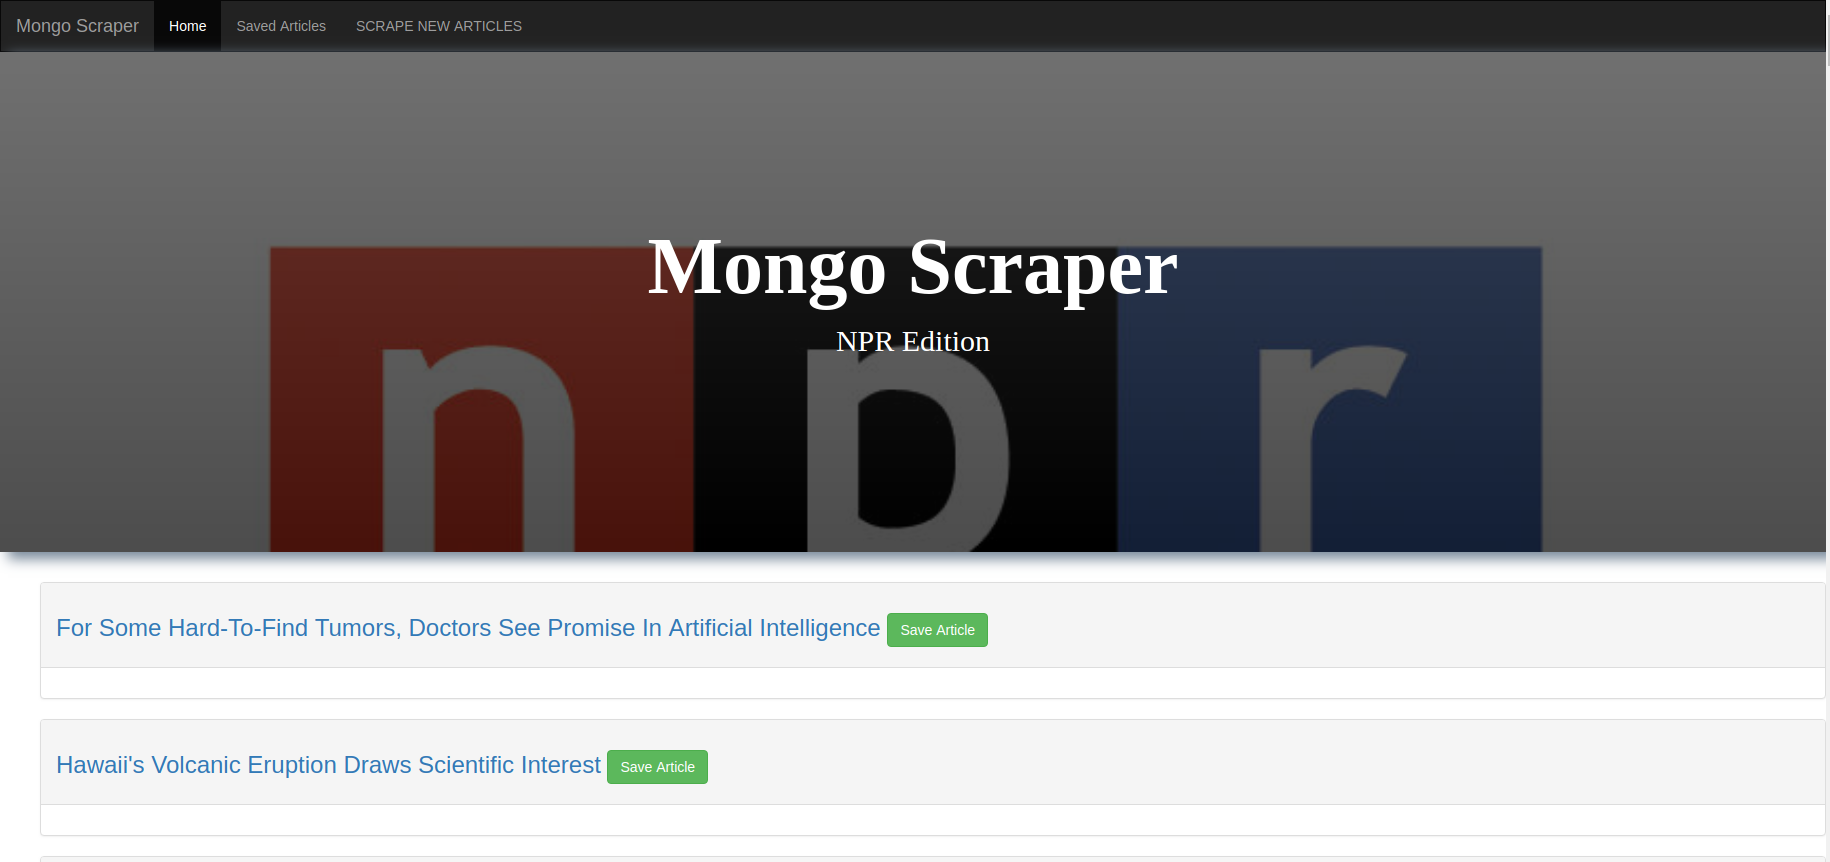 Mongo Scraper Home Saved Articles SCRAPE NEW ARTICLES
Mongo Scraper
NPR Edition
npr
For Some Hard-To-Find Tumors, Doctors See Promise In Artificial Intelligence Save Article
Hawaii's Volcanic Eruption Draws Scientific Interest Save Article